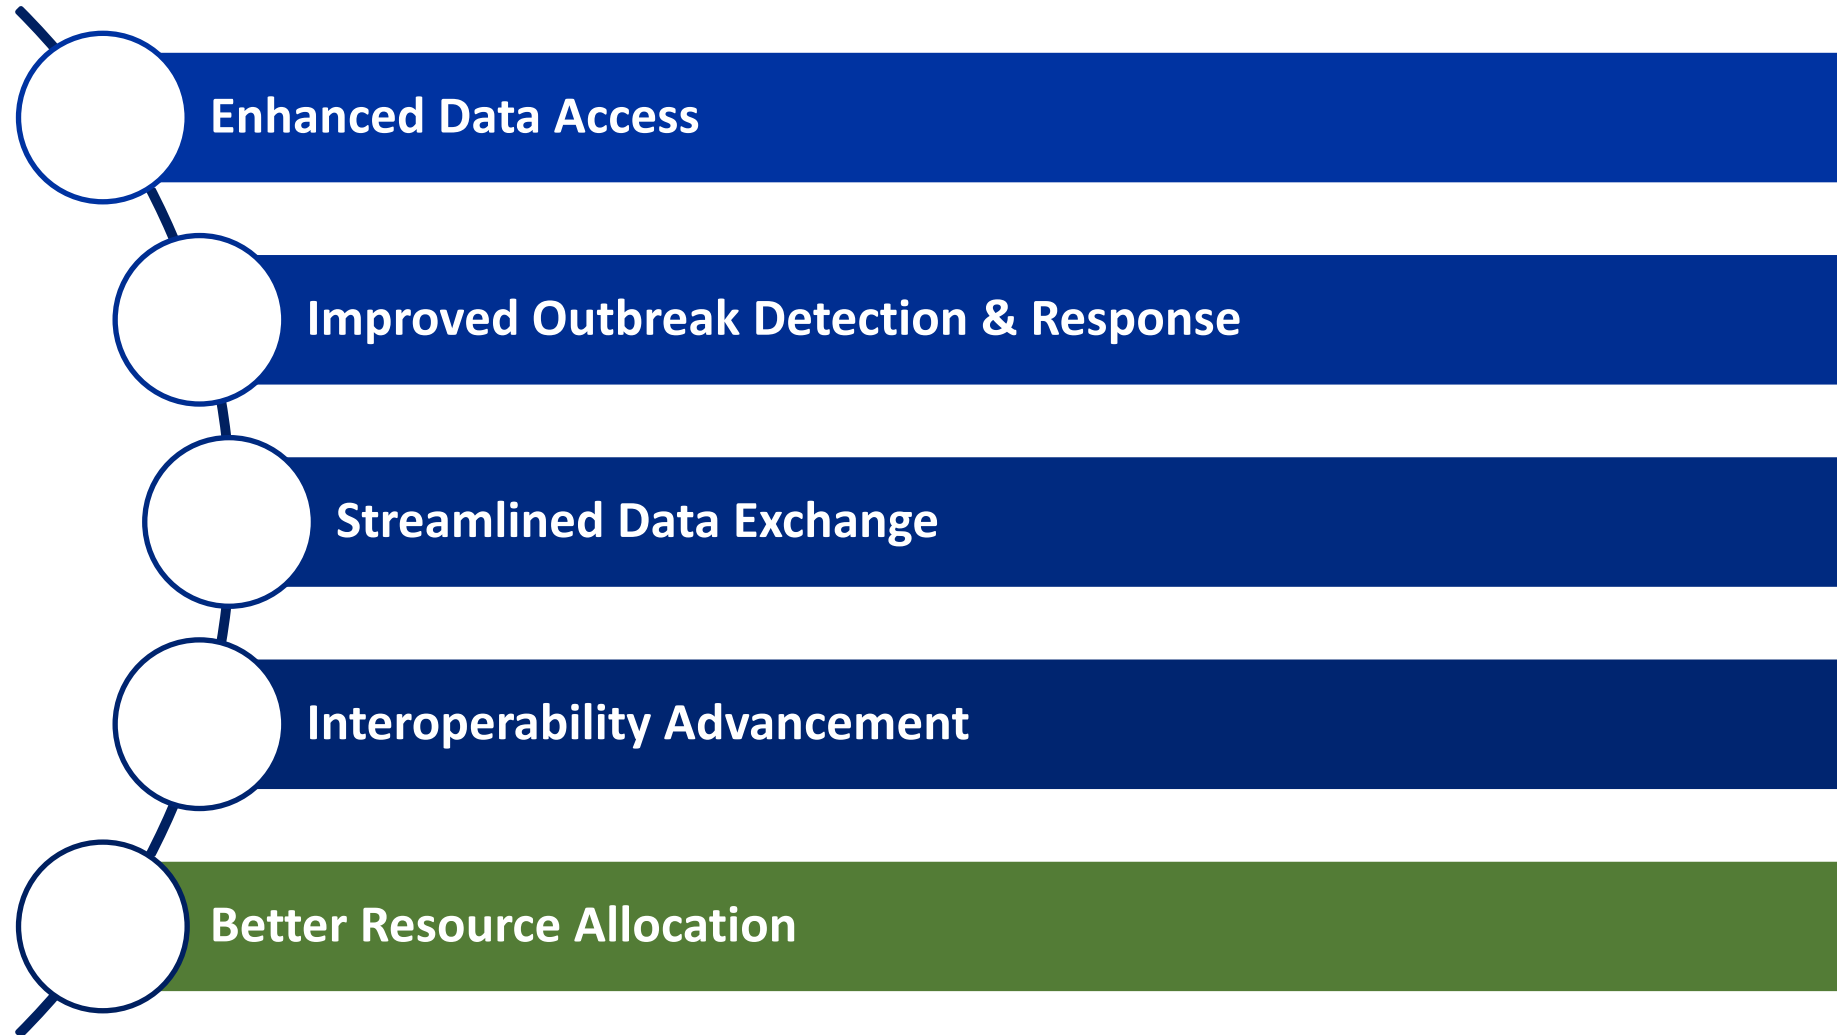 Enhanced Data Access
Improved Outbreak Detection & Response
Streamlined Data Exchange
Interoperability Advancement
Better Resource Allocation